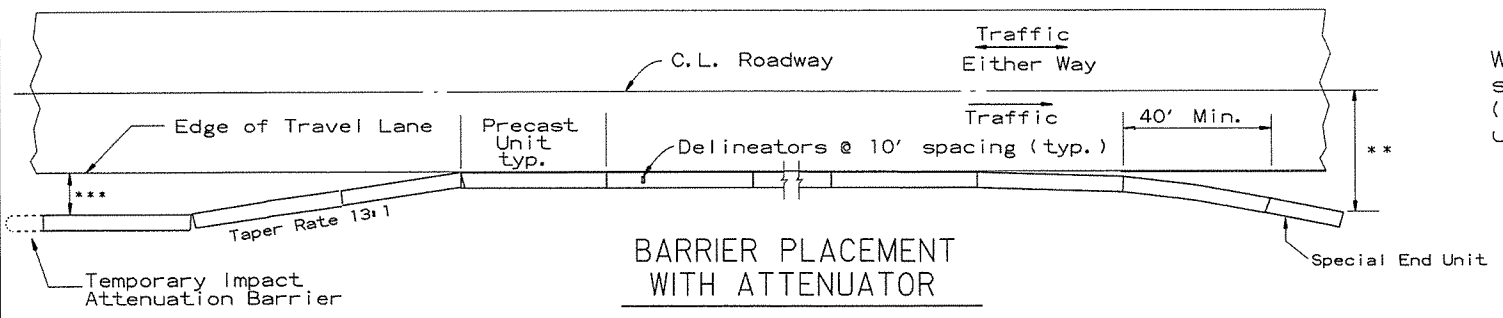 Traffic
Either Way
C.L. Roadway
Traffic
40' Min.
Edge of Travel Lane
Precast
Unit
typ.
Delineators @ 10' spacing (typ.)
**
***
Taper Rate 13:1
Temporary Impact
Attenuation Barrier
BARRIER PLACEMENT
WITH ATTENUATOR
Special End Unit